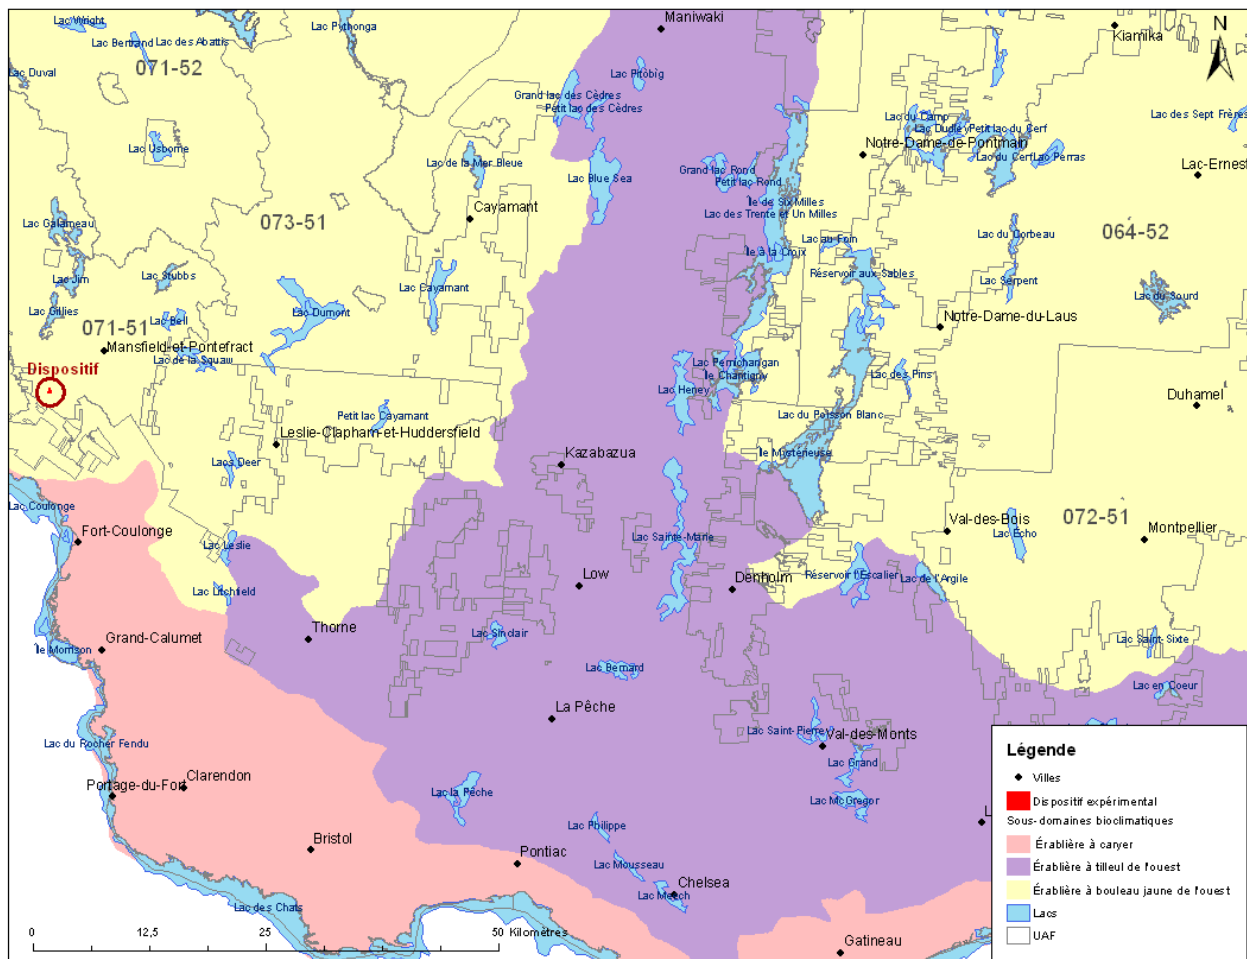 Maniwaki
Kiamika
N
Lac Wright
Lac Pythonga
Lac Bertrand
Lac des Abattis
Lac Duval
071-52
Lac Pitobig
Grand lac des Cèdres
Petit lac des Cèdres
Lac du Camp
Lac Dudley
Petit lac du Cerf
Lac des Sept Frères
Lac Usborne
Lac de la Mer Bleue
Notre-Dame-de-Pontmain
Lac du Cerf
Lac Perras
Lac-Ernest
Lac Blue Sea
Grand lac Rond
Petit lac Rond
Île de Six Milles
Lac des Trente et Un Milles
Cayamant
073-51
Lac Galarneau
064-52
Lac du Corbeau
Lac au Foin
Île à la Croix
Lac Stubbs
Lac Jim
Réservoir aux Sables
Lac Serpent
Lac Cayamant
Lac du Sourd
Lac Gillies
Lac Bell
Lac Dumont
071-51
Notre-Dame-du-Laus
Mansfield-et-Pontefract
Lac de la Squaw
Dispositif
Lac Pemichangan
Île Chantigny
Lac Heney
Lac des Pins
Duhamel
Petit lac Cayamant
Lac du Poisson Blanc
Leslie-Clapham-et-Huddersfield
Kazabazua
Île Mystérieuse
Lacs Deer
Lac Coulonge
Fort-Coulonge
Val-des-Bois
072-51
Lac Écho
Montpellier
Lac Leslie
Lac Sainte-Marie
Low
Denholm
Réservoir l'Escalier
Lac de l'Argile
Lac Litchfield
Thorne
Lac Sinclair
Lac Saint-Sixte
Grand-Calumet
Île Morrison
Lac Bernard
Lac en Coeur
La Pêche
Lac Saint-Pierre
Val-des-Monts
Lac du Rocher Fendu
Lac Grand
Clarendon
Portage-du-Fort
Lac la Pêche
Lac McGregor
Lac Philippe
L
Bristol
Pontiac
Lac Mousseau
Chelsea
Lac Meech
Lac des Chats
Gatineau
0 12,5 25 50 Kilomètres
Légende
Villes
Dispositif expérimental
Sous-domaines bioclimatiques
Érablière à caryer
Érablière à tilleul de l'ouest
Érablière à bouleau jaune de l'ouest
Lacs
UAF